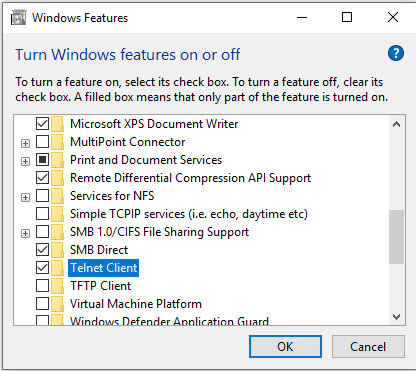 Windows Features
Turn Windows features on or off
To turn a feature on, select its check box. To turn a feature off, clear its
check box. A filled box means that only part of the feature is turned on.
Microsoft XPS Document Writer
MultiPoint Connector
Print and Document Services
Remote Differential Compression API Support
Services for NFS
Simple TCPIP services (i.e. echo, daytime etc)
SMB 1.0/CIFS File Sharing Support
SMB Direct
Telnet Client
TFTP Client
Virtual Machine Platform
Windows Defender Application Guard
OK
Cancel